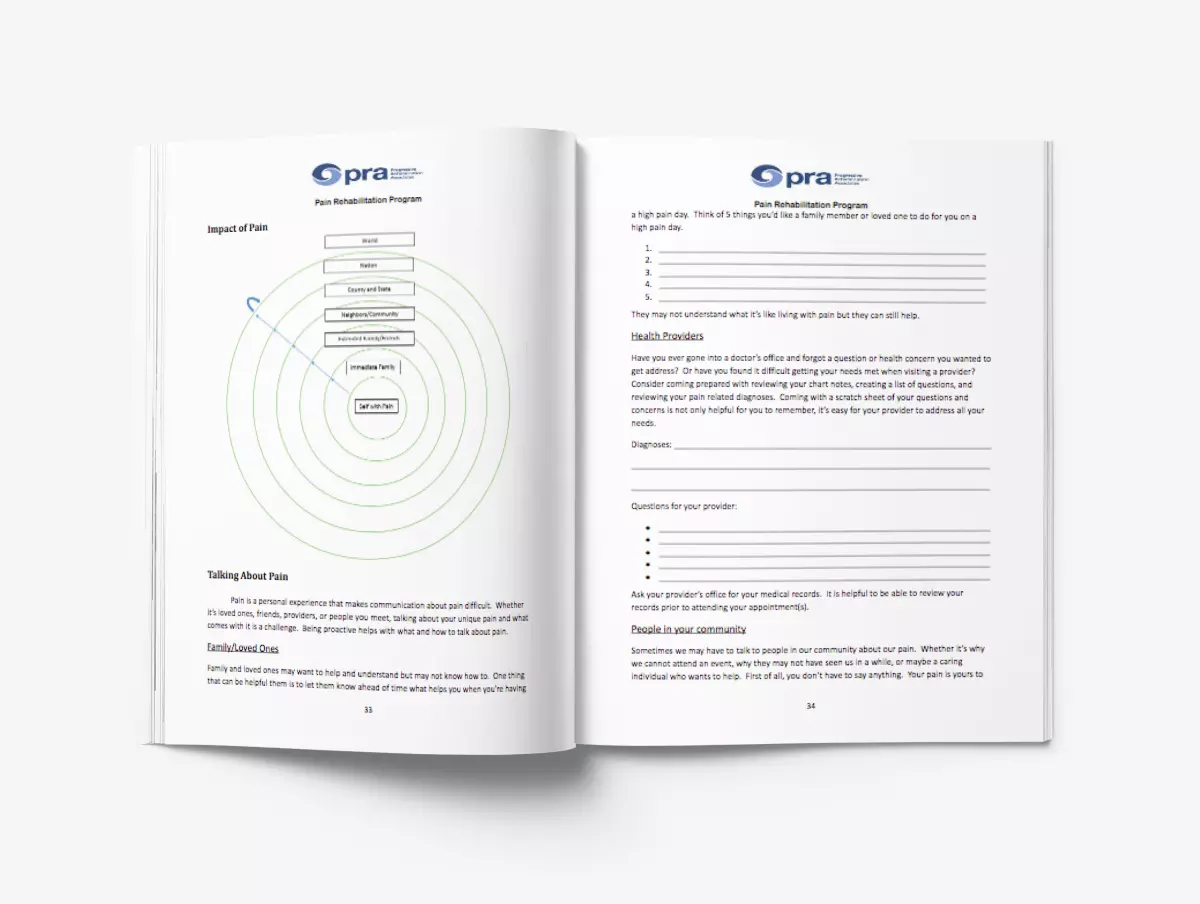 pra Progressive Rehabilitation Associates
Pain Rehabilitation Program
Impact of Pain
World
Nation
County and State
Neighbors/Community
Extended Family/Friends
Immediate Family
Self with Pain
Talking About Pain
Pain is a personal experience that makes communication about pain difficult. Whether
it's loved ones, friends, providers, or people you meet, talking about your unique pain and what
comes with it is a challenge. Being proactive helps with what and how to talk about pain.
Family/Loved Ones
Family and loved ones may want to help and understand but may not know how to. One thing
that can be helpful them is to let them know ahead of time what helps you when you're having
33
pra Progressive Rehabilitation Associates
Pain Rehabilitation Program
a high pain day. Think of 5 things you'd like a family member or loved one to do for you on a
high pain day.
1.
2.
3.
4.
5.
They may not understand what it's like living with pain but they can still help.
Health Providers
Have you ever gone into a doctor's office and forgot a question or health concern you wanted to
get address? Or have you found it difficult getting your needs met when visiting a provider?
Consider coming prepared with reviewing your chart notes, creating a list of questions, and
reviewing your pain related diagnoses. Coming with a scratch sheet of your questions and
concerns is not only helpful for you to remember, it's easy for your provider to address all your
needs.
Diagnoses:
Questions for your provider:
Ask your provider's office for your medical records. It is helpful to be able to review your
records prior to attending your appointment(s).
People in your community
Sometimes we may have to talk to people in our community about our pain. Whether it's why
we cannot attend an event, why they may not have seen us in a while, or maybe a caring
individual who wants to help. First of all, you don't have to say anything. Your pain is yours to
34